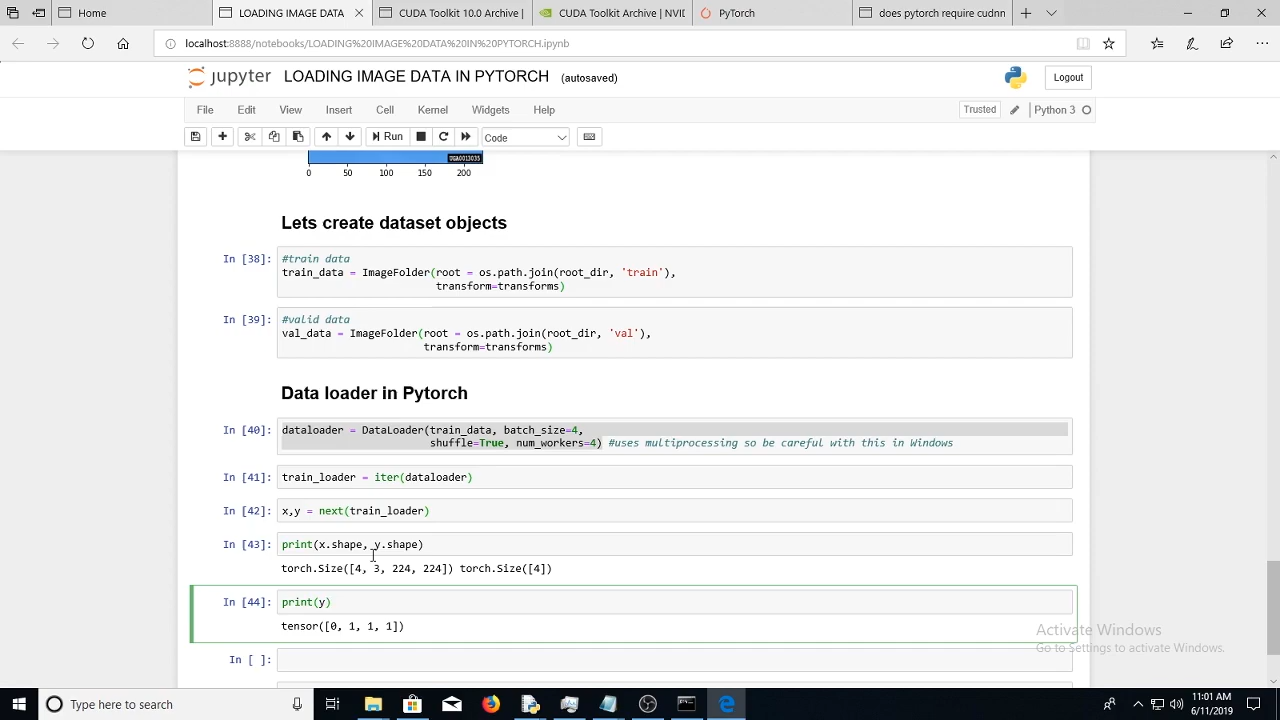 Home
LOADING IMAGE DATA
CUDA Toolkit 10.0 Archive |
CUDA Toolkit Archive | NVID
PyTorch
does pytorch require cudnn
localhost:8888/notebooks/LOADING%20IMAGE%20DATA%20IN%20PYTORCH.ipynb
jupyter LOADING IMAGE DATA IN PYTORCH (autosaved)
Logout
File Edit View Insert Cell Kernel Widgets Help
Trusted
Python 3
Run
Code
UGA0013035
0 50 100 150 200
Lets create dataset objects
In [38]: #train data
train_data = ImageFolder(root = os.path.join(root_dir, 'train'),
transform=transforms)
In [39]: #valid data
val_data = ImageFolder(root = os.path.join(root_dir, 'val'),
transform=transforms)
Data loader in Pytorch
In [40]: dataloader = DataLoader(train_data, batch_size=4,
shuffle=True, num_workers=4) #uses multiprocessing so be careful with this in Windows
In [41]: train_loader = iter(dataloader)
In [42]: x,y = next(train_loader)
In [43]: print(x.shape, y.shape)
torch.Size([4, 3, 224, 224]) torch.Size([4])
In [44]: print(y)
tensor([0, 1, 1, 1])
In [ ]:
Activate Windows
Go to Settings to activate Windows.
Type here to search
11:01 AM
6/11/2019